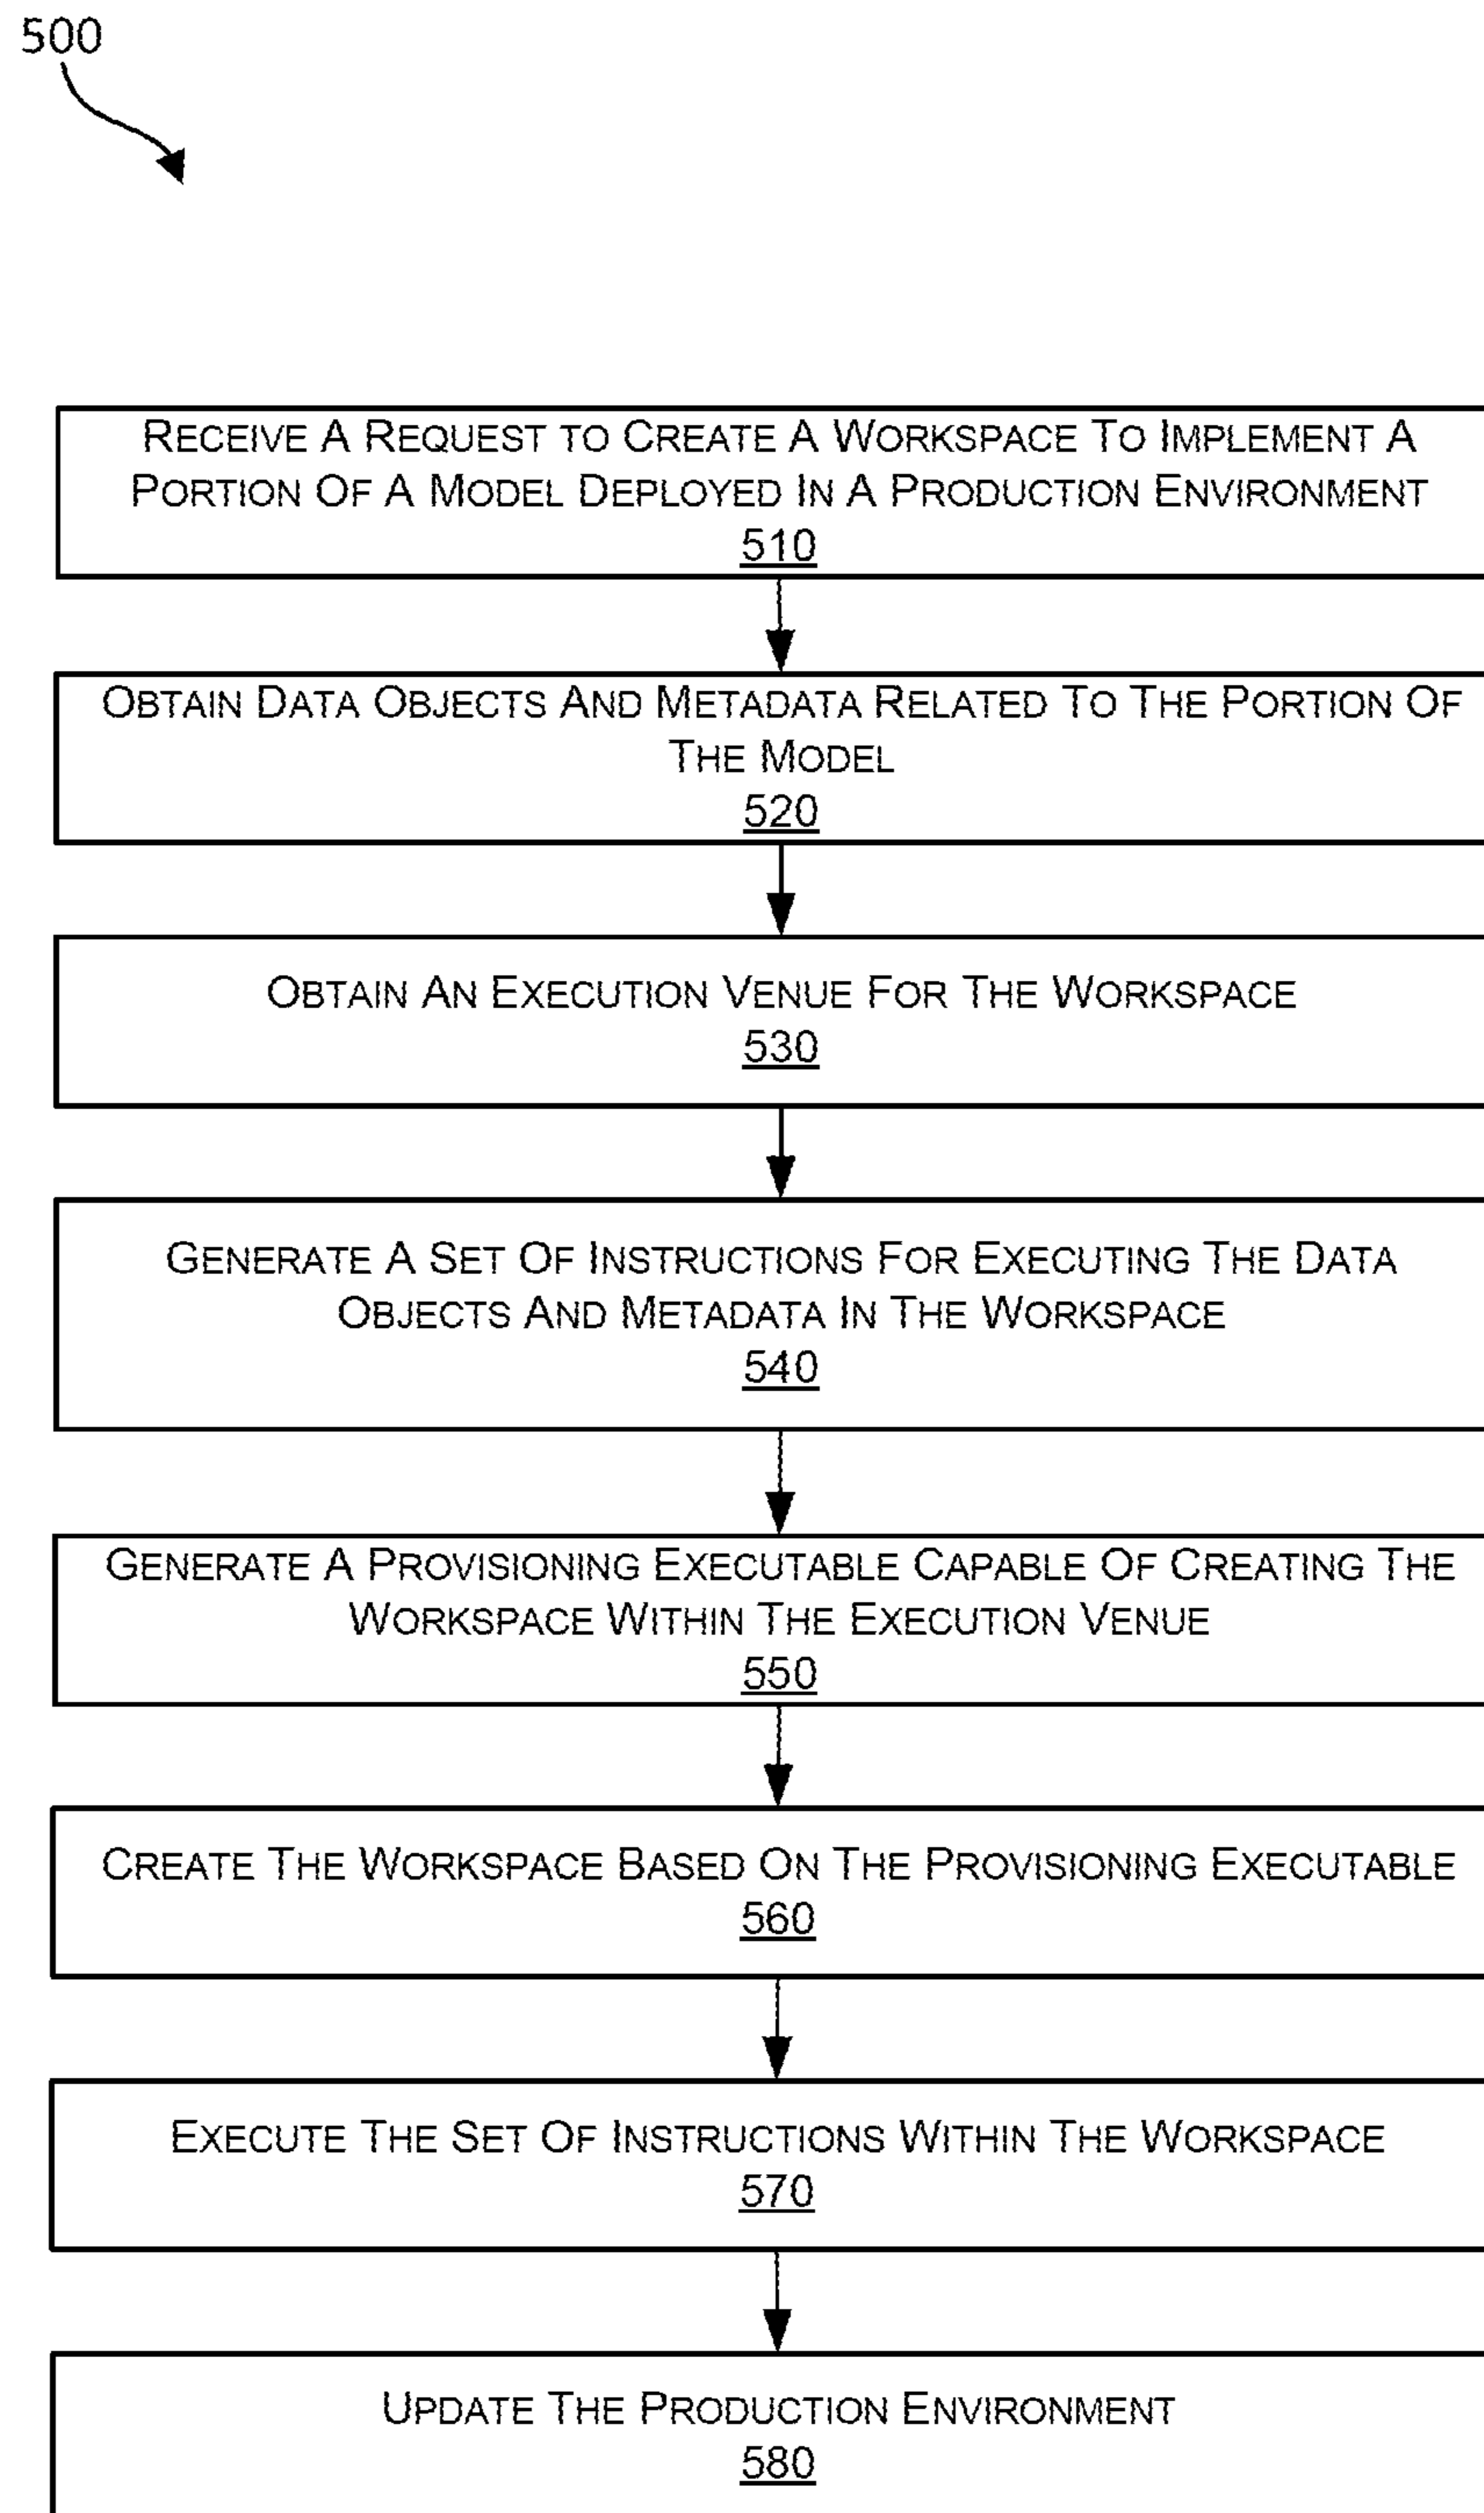 500
RECEIVE A REQUEST TO CREATE A WORKSPACE TO IMPLEMENT A
PORTION OF A MODEL DEPLOYED IN A PRODUCTION ENVIRONMENT
510
OBTAIN DATA OBJECTS AND METADATA RELATED TO THE PORTION OF
THE MODEL
520
OBTAIN AN EXECUTION VENUE FOR THE WORKSPACE
530
GENERATE A SET OF INSTRUCTIONS FOR EXECUTING THE DATA
OBJECTS AND METADATA IN THE WORKSPACE
540
GENERATE A PROVISIONING EXECUTABLE CAPABLE OF CREATING THE
WORKSPACE WITHIN THE EXECUTION VENUE
550
CREATE THE WORKSPACE BASED ON THE PROVISIONING EXECUTABLE
560
EXECUTE THE SET OF INSTRUCTIONS WITHIN THE WORKSPACE
570
UPDATE THE PRODUCTION ENVIRONMENT
580